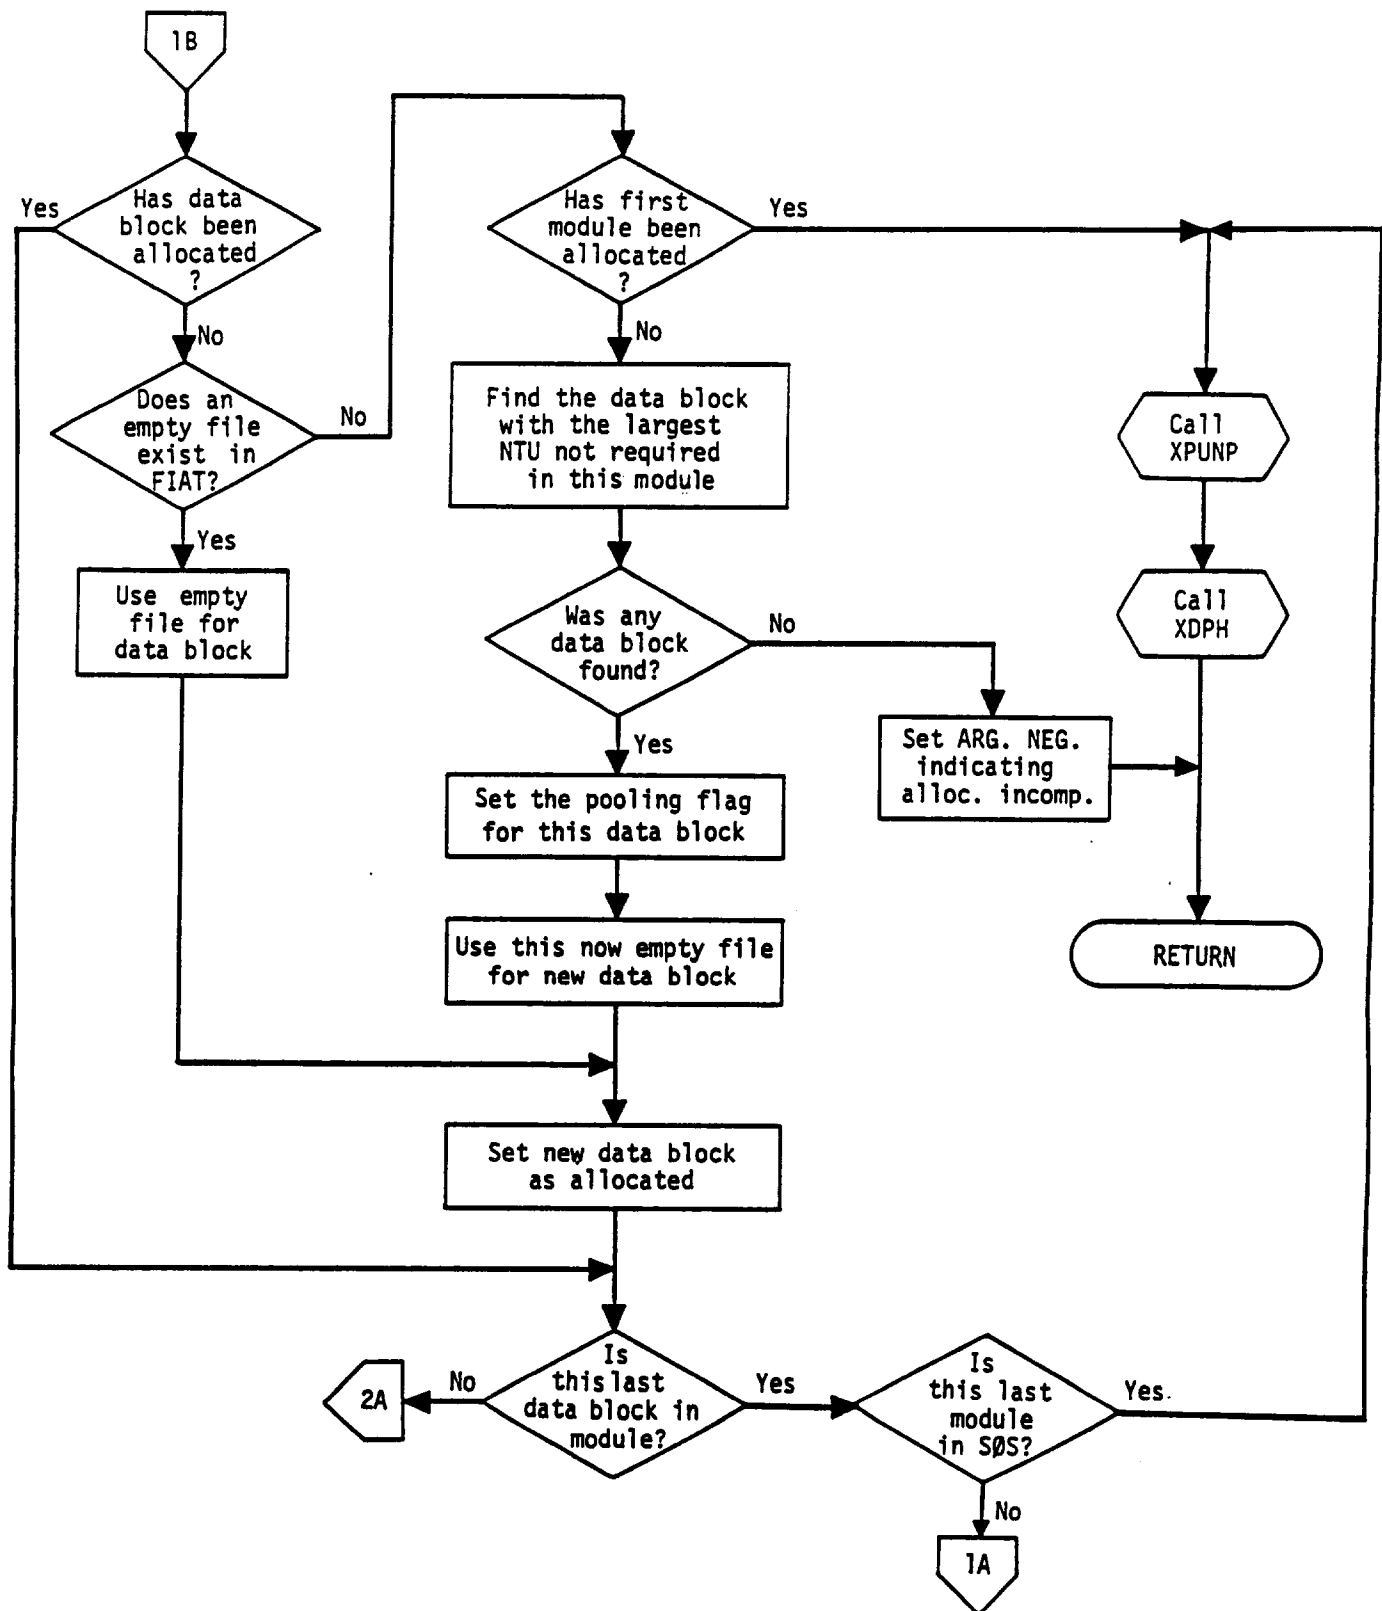 1B
Has data
block been
allocated
?
Yes
No
Does an
empty file
exist in
FIAT?
No
Yes
Use empty
file for
data block
Has first
module been
allocated
?
Yes
No
Find the data block
with the largest
NTU not required
in this module
Was any
data block
found?
No
Yes
Set ARG. NEG.
indicating
alloc. incomp.
Set the pooling flag
for this data block
Use this now empty file
for new data block
Set new data block
as allocated
Call
XPUNP
Call
XDPH
RETURN
Is
this last
data block in
module?
No
2A
Yes
Is
this last
module
in SØS?
Yes
No
1A